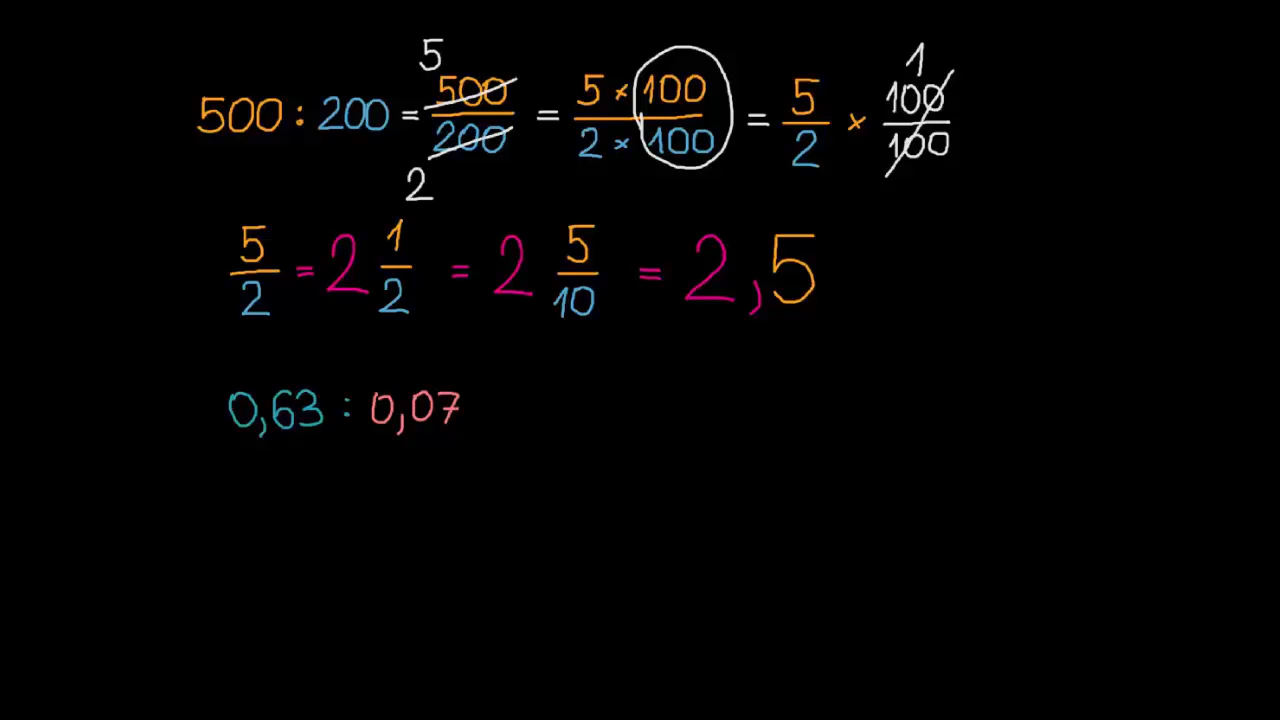 500 : 200 = 5 500/200 2 = 5 × 100/2 × 100 = 5/2 × 1 100/100
5/2 = 2 1/2 = 2 5/10 = 2,5
0,63 : 0,07